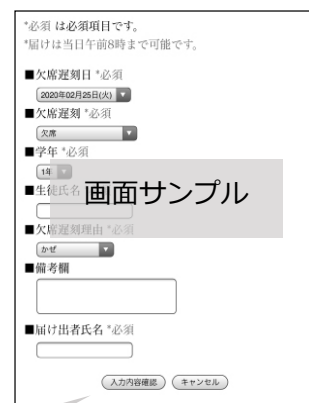 *必須 は必須項目です。
*届けは当日午前8時まで可能です。
■欠席遅刻日 *必須
2020年02月25日(火)
■欠席遅刻 *必須
欠席
■学年 *必須
1年
■生徒氏名
画面サンプル
■欠席遅刻理由 *必須
かぜ
■備考欄
■届け出者氏名 *必須
入力内容確認 キャンセル